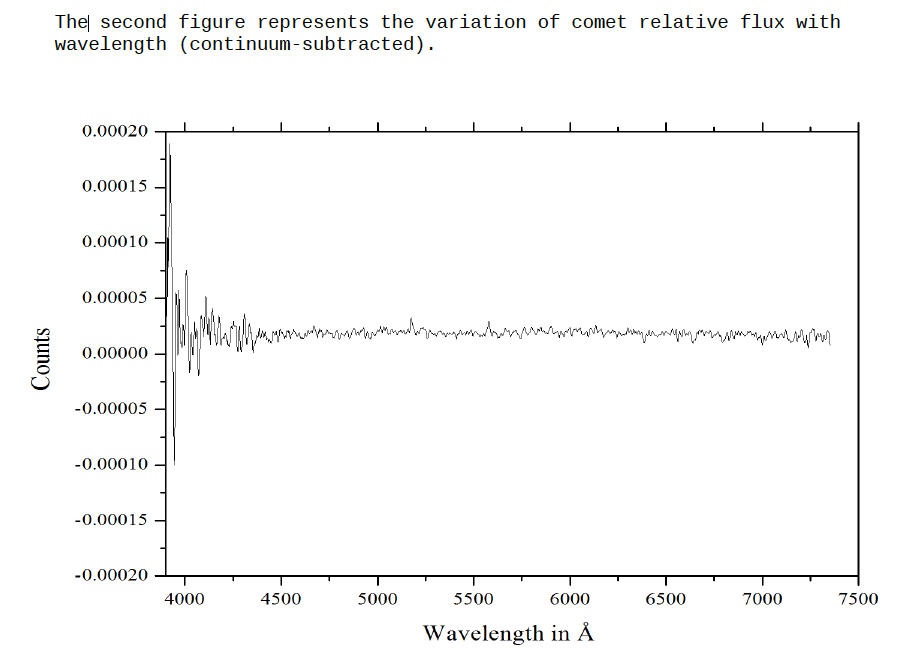 The second figure represents the variation of comet relative flux with
wavelength (continuum-subtracted).
0.00020
0.00015
0.00010
0.00005
0.00000
-0.00005
-0.00010
-0.00015
-0.00020
Counts
4000 4500 5000 5500 6000 6500 7000 7500
Wavelength in Å